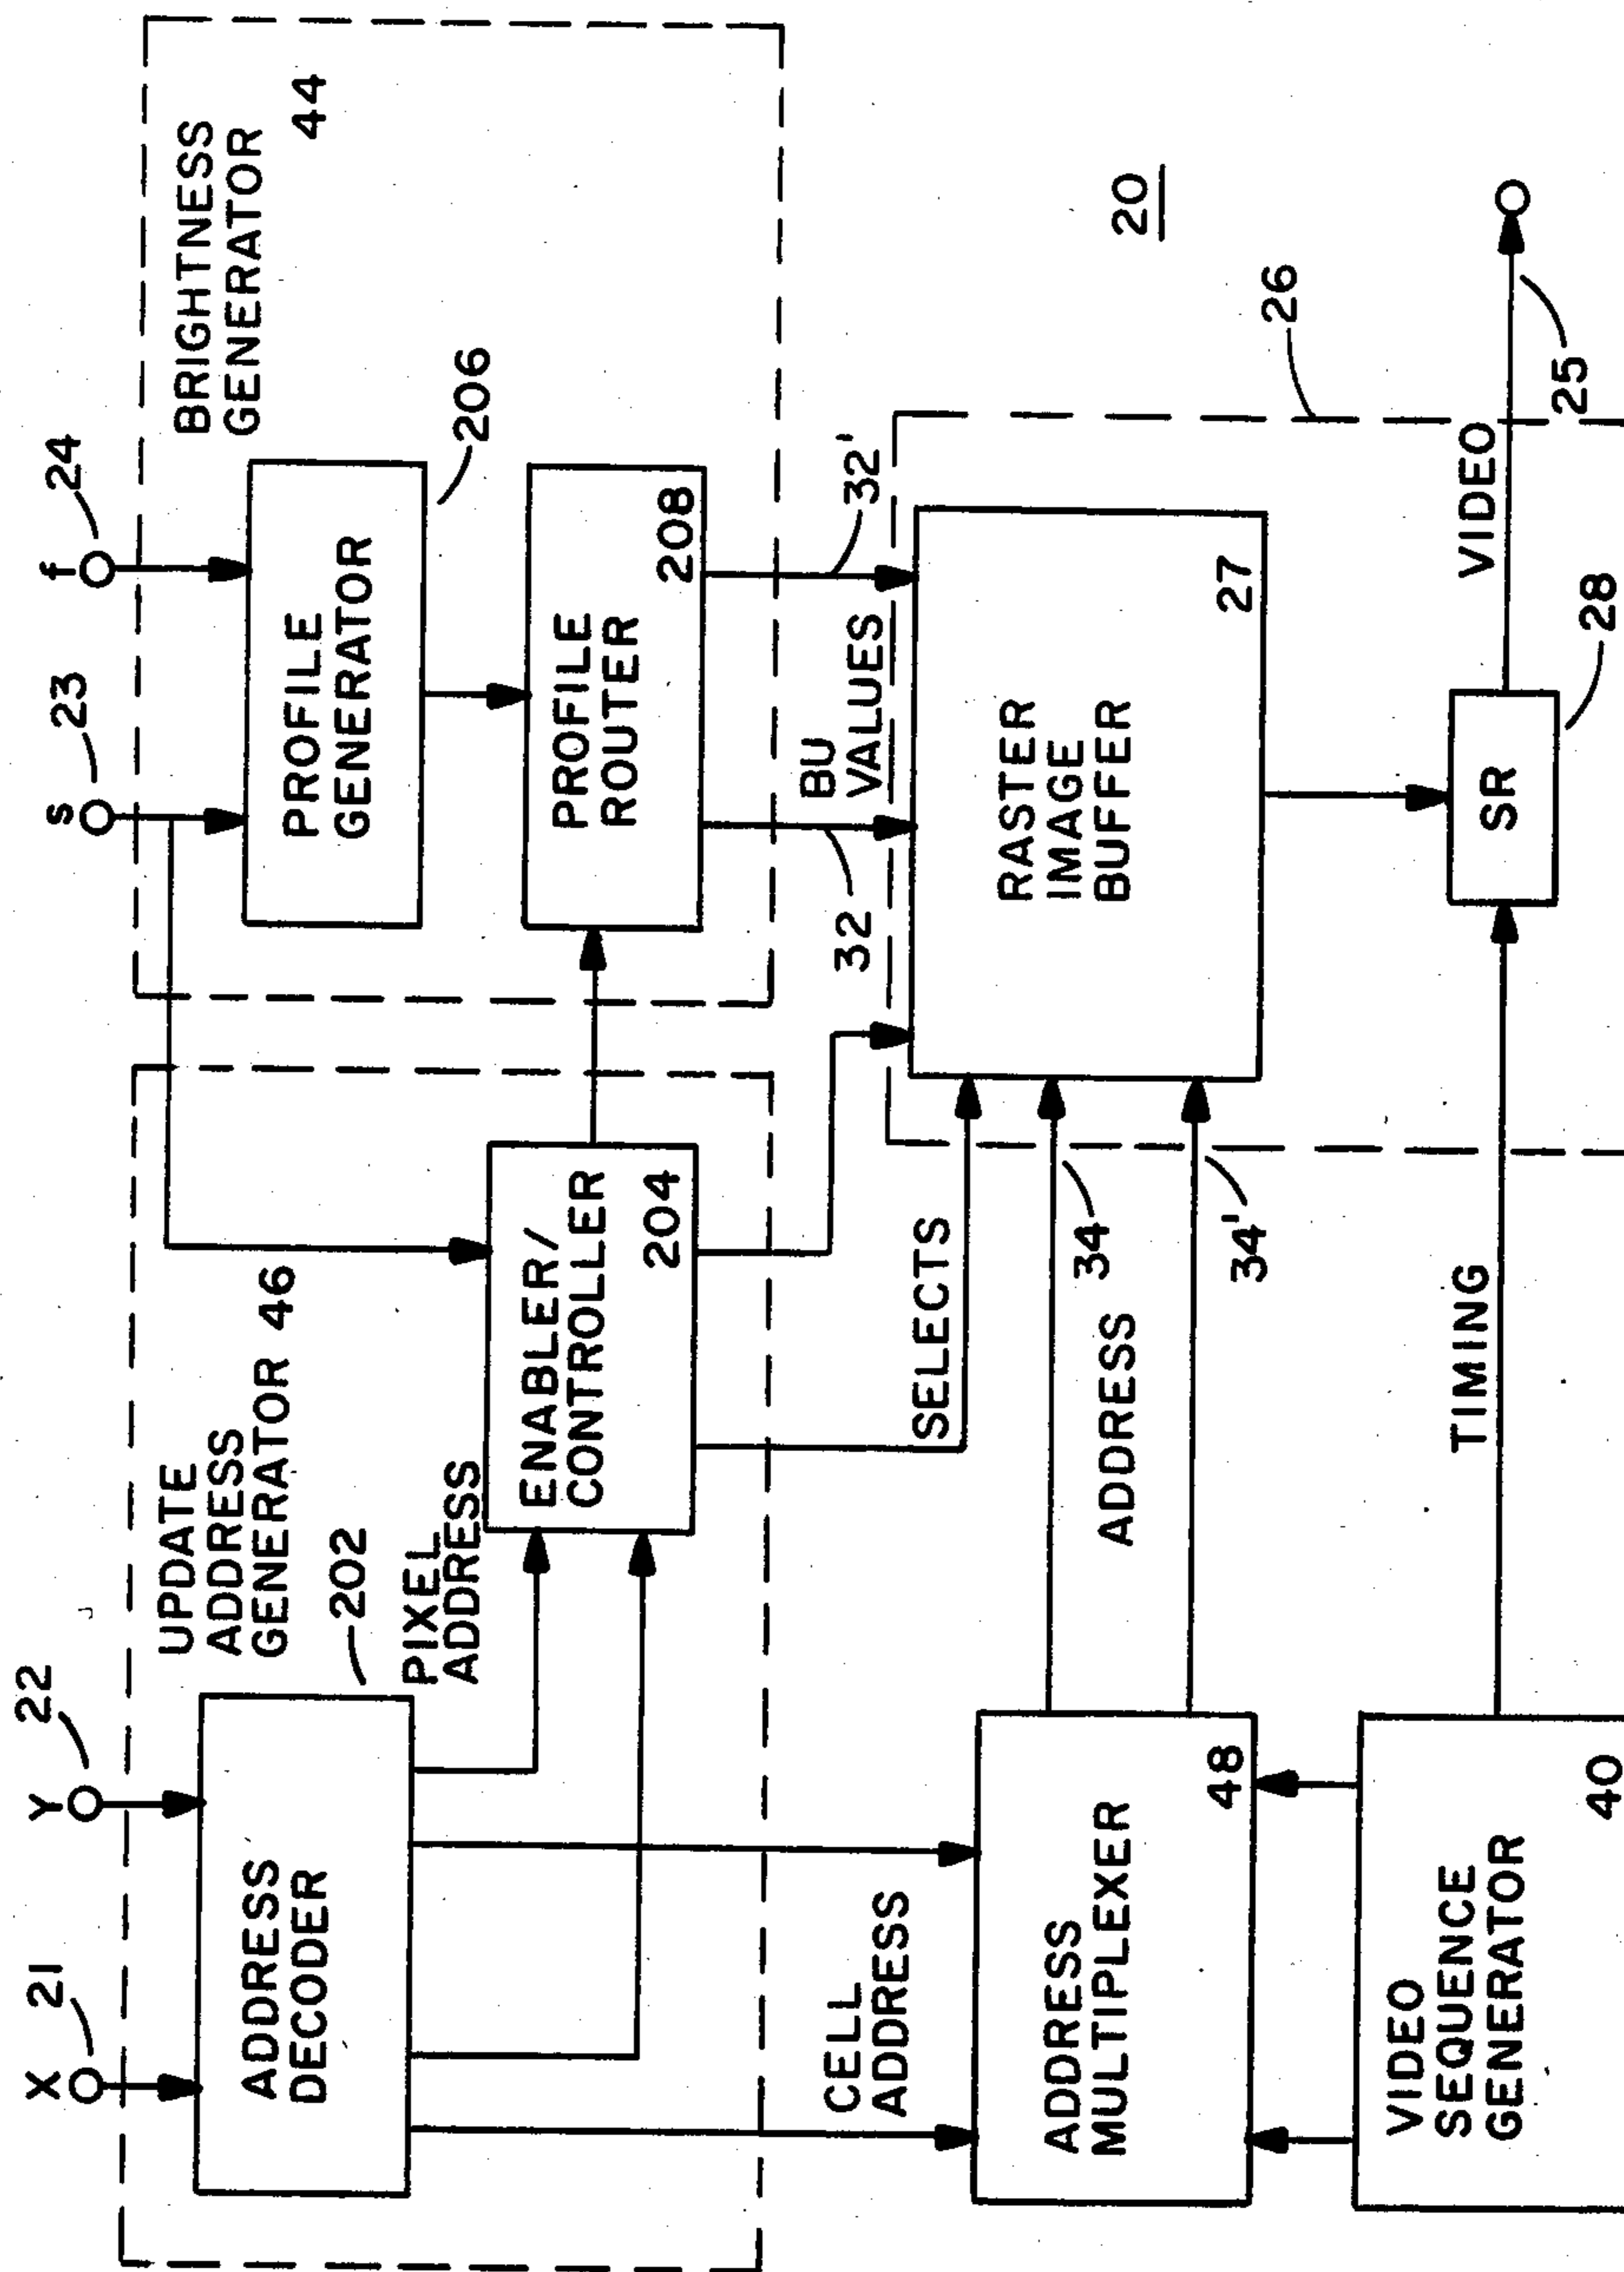 X
21
Y
22
s
23
f
24
UPDATE
ADDRESS
GENERATOR 46
BRIGHTNESS
GENERATOR
44
ADDRESS
DECODER
202
PIXEL
ADDRESS
ENABLER/
CONTROLLER
204
PROFILE
GENERATOR
206
PROFILE
ROUTER
208
CELL
ADDRESS
SELECTS
32
BU
VALUES
32'
ADDRESS
MULTIPLEXER
48
ADDRESS
34
34'
RASTER
IMAGE
BUFFER
27
26
20
VIDEO
SEQUENCE
GENERATOR
40
TIMING
SR
28
VIDEO
25